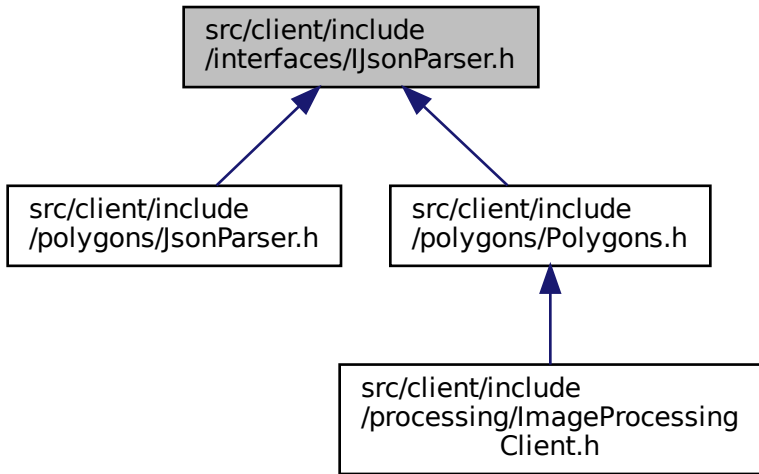 src/client/include
/interfaces/IJsonParser.h
src/client/include
/polygons/JsonParser.h
src/client/include
/polygons/Polygons.h
src/client/include
/processing/ImageProcessing
Client.h